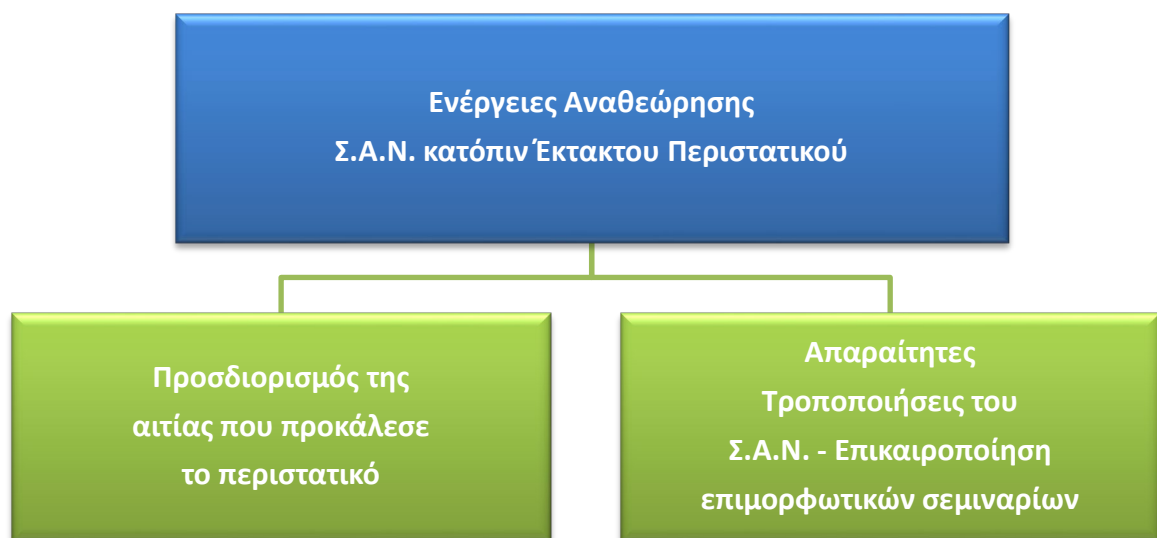 Ενέργειες Αναθεώρησης
Σ.Α.Ν. κατόπιν Έκτακτου Περιστατικού
Προσδιορισμός της
αιτίας που προκάλεσε
το περιστατικό
Απαραίτητες
Τροποποιήσεις του
Σ.Α.Ν. - Επικαιροποίηση
επιμορφωτικών σεμιναρίων